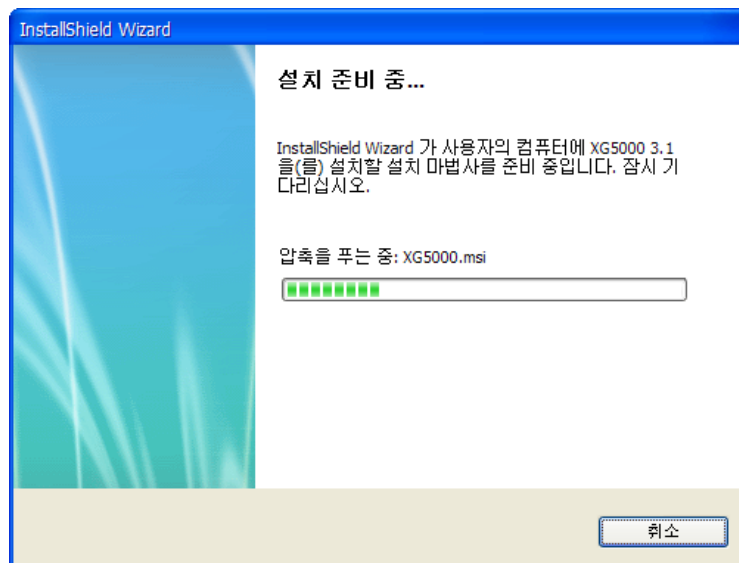 InstallShield Wizard
설치 준비 중...
InstallShield Wizard 가 사용자의 컴퓨터에 XG5000 3.1
을(를) 설치할 설치 마법사를 준비 중입니다. 잠시 기
다리십시오.
압축을 푸는 중: XG5000.msi
취소